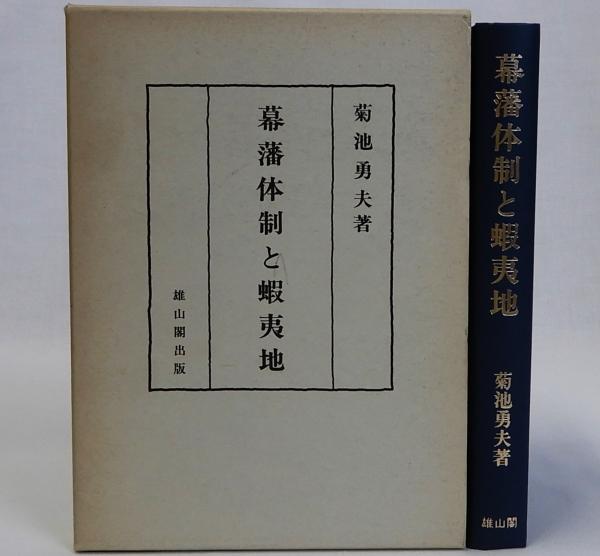 菊池勇夫著
幕藩体制と蝦夷地
雄山閣出版
幕藩体制と蝦夷地
菊池勇夫著
雄山閣